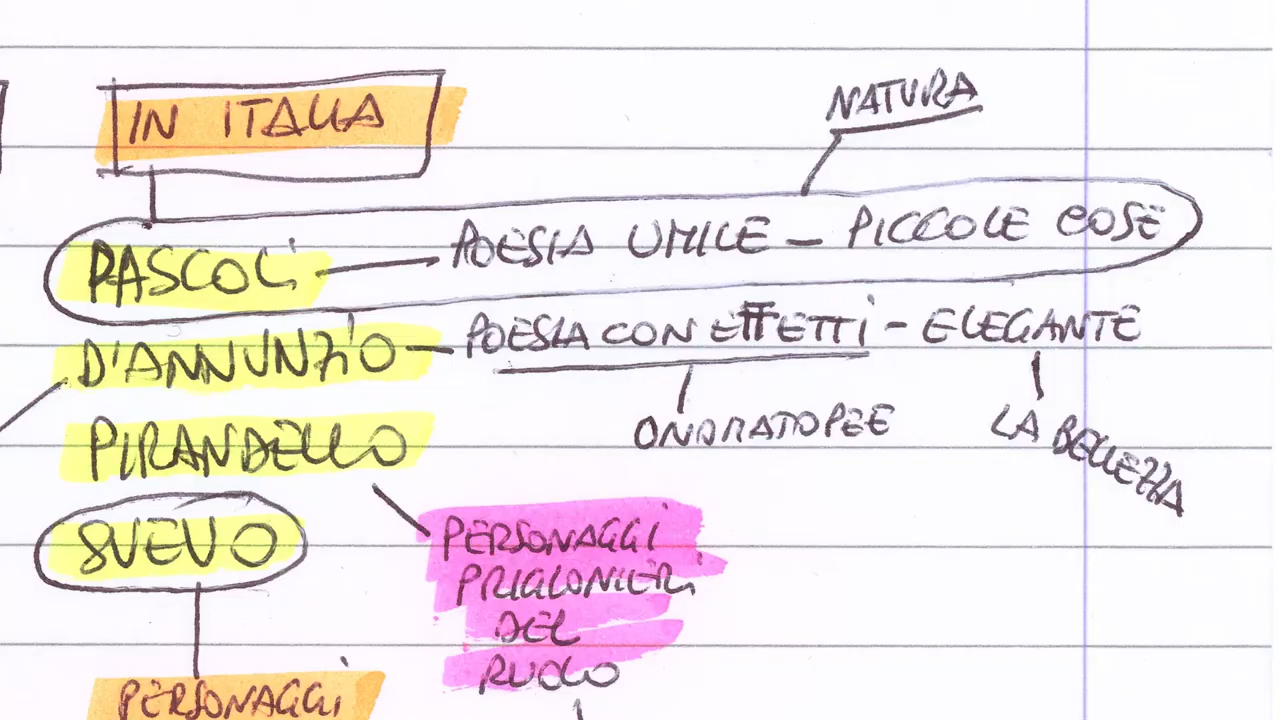 IN ITALIA
NATURA
PASCOLI — POESIA UMILE — PICCOLE COSE
D'ANNUNZIO — POESIA CON EFFETTI - ELEGANTE
ONOMATOPEE
LA BELLEZZA
PIRANDELLO
SVEVO
PERSONAGGI
PRIGIONIERI
DEL
RUOLO
PERSONAGGI